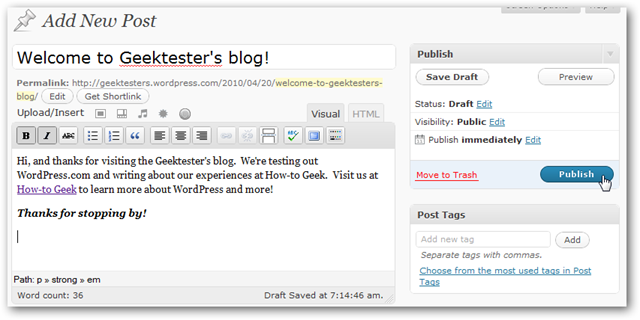 Screen Options Help
Add New Post
Welcome to Geektester's blog!
Permalink: http://geektesters.wordpress.com/2010/04/20/welcome-to-geektesters-
blog/ Edit Get Shortlink
Upload/Insert Visual HTML
B I ABC
Hi, and thanks for visiting the Geektester's blog. We're testing out
WordPress.com and writing about our experiences at How-to Geek. Visit us at
How-to Geek to learn more about WordPress and more!
Thanks for stopping by!
Path: p » strong » em
Word count: 36 Draft Saved at 7:14:46 am.
Publish
Save Draft Preview
Status: Draft Edit
Visibility: Public Edit
Publish immediately Edit
Move to Trash Publish
Post Tags
Add new tag Add
Separate tags with commas.
Choose from the most used tags in Post
Tags